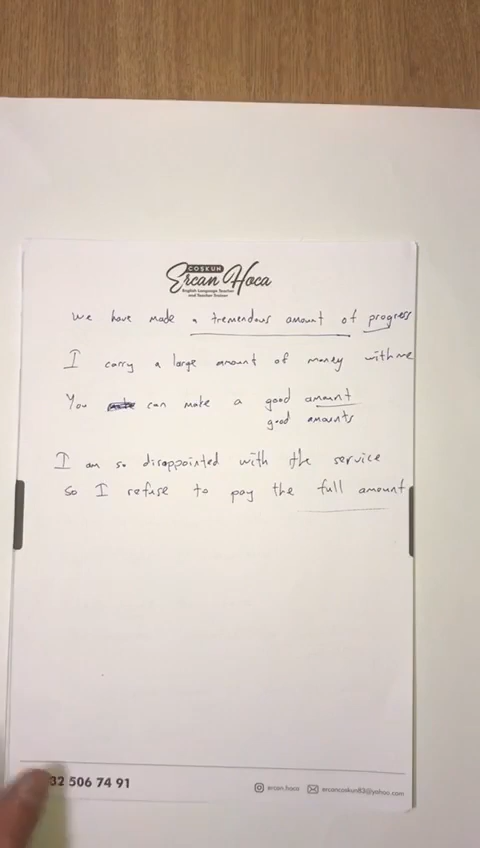 COŞKUN
Ercan Hoca
English Language Teacher
and Teacher Trainer
We have made a tremendous amount of progress
I carry a large amount of money with me
You can make a good amount
good amounts
I am so disappointed with the service
so I refuse to pay the full amount
32 506 74 91
ercan.hoca ercancoskun83@yahoo.com